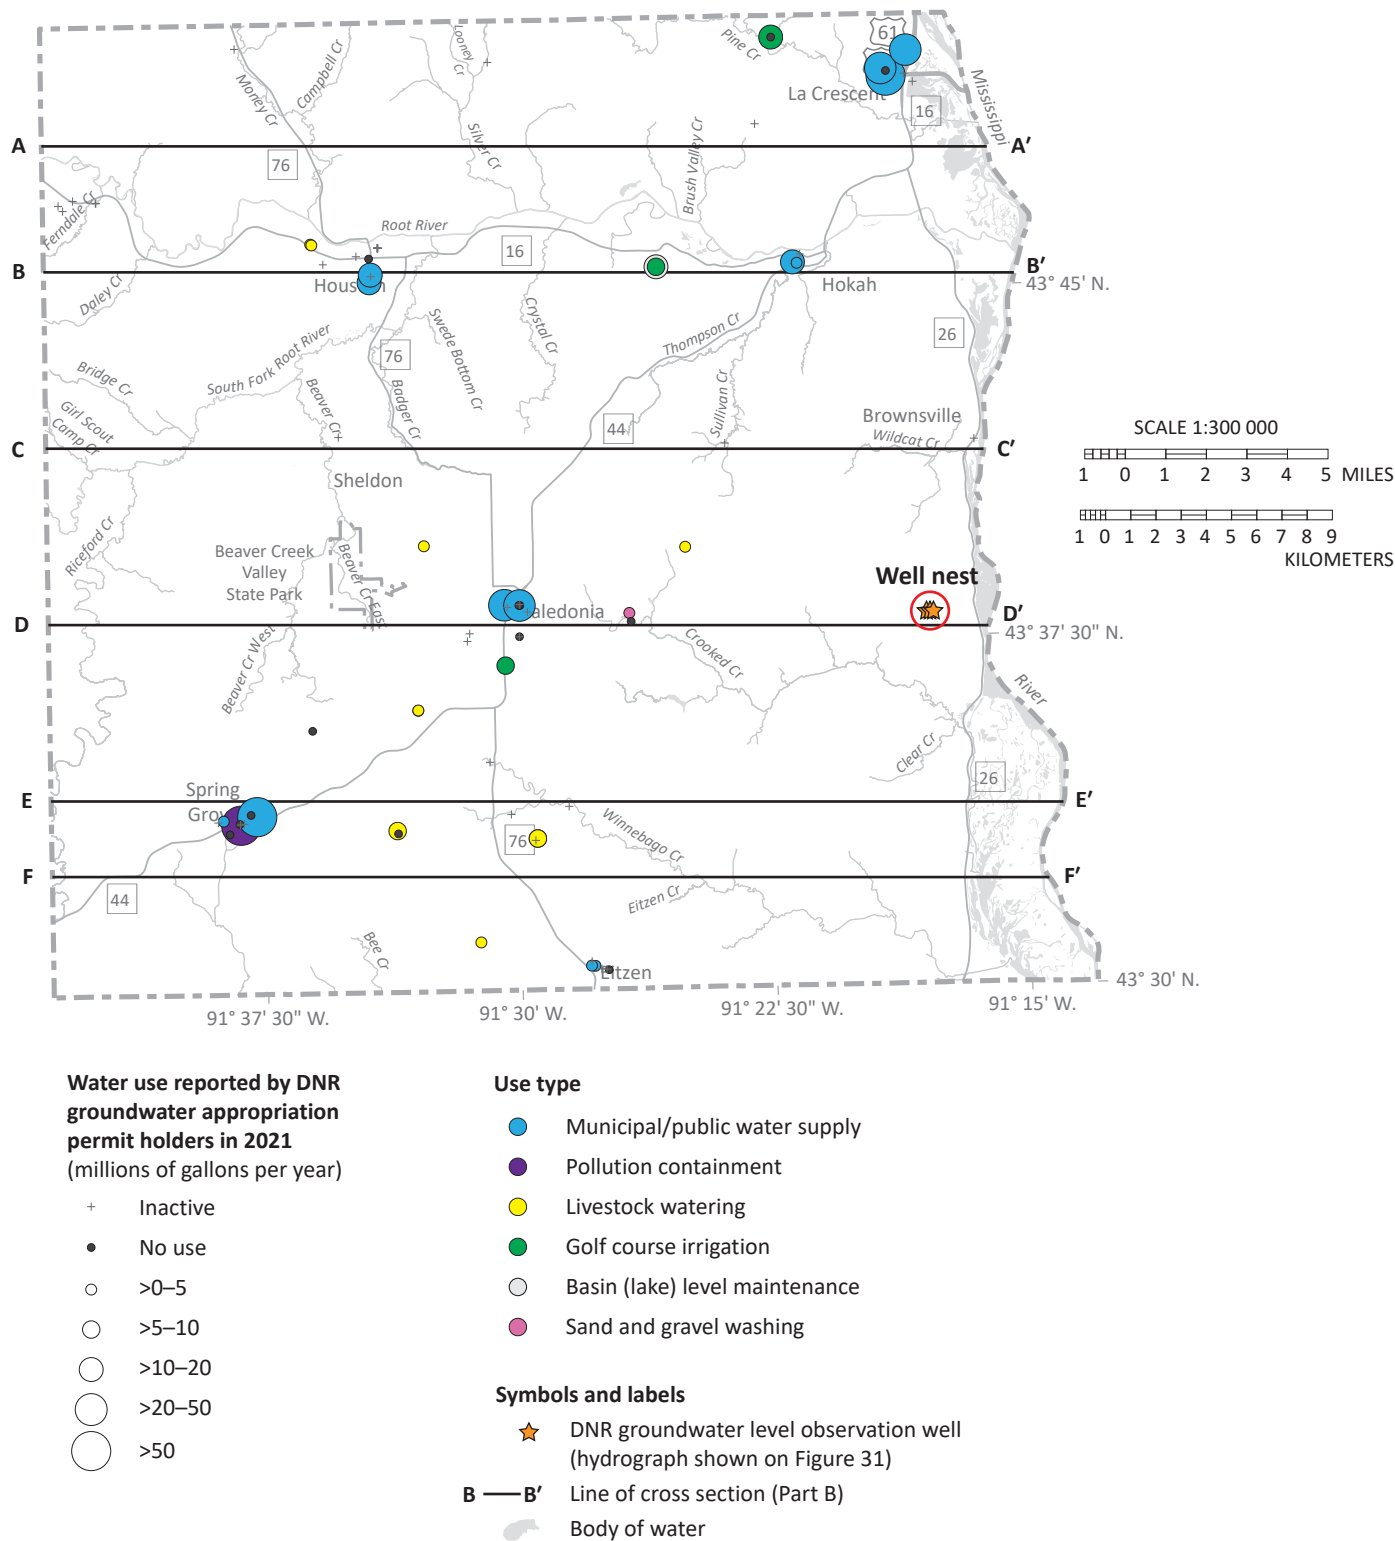 Pine Cr
61
La Crescent
16
Mississippi
Money Cr
Campbell Cr
Looney Cr
Silver Cr
Brush Valley Cr
A
A′
76
Ferndale Cr
Root River
16
B
B′
43° 45' N.
Daley Cr
Houston
Hokah
26
South Fork Root River
76
Swede Bottom Cr
Crystal Cr
Thompson Cr
Bridge Cr
Girl Scout
Camp Cr
Beaver Cr
Badger Cr
44
Sullivan Cr
Brownsville
Wildcat Cr
C
C′
SCALE 1:300 000
1 0 1 2 3 4 5 MILES
1 0 1 2 3 4 5 6 7 8 9
KILOMETERS
Sheldon
Riceford Cr
Beaver Creek
Valley
State Park
Beaver Cr East
Well nest
Caledonia
D
D′
43° 37' 30" N.
Beaver Cr West
Crooked Cr
River
Clear Cr
26
Spring
Grove
E
E′
76
Winnebago Cr
F
F′
44
Eitzen Cr
Bee Cr
Eitzen
43° 30' N.
91° 37' 30" W.
91° 30' W.
91° 22' 30" W.
91° 15' W.
Water use reported by DNR
groundwater appropriation
permit holders in 2021
(millions of gallons per year)
Inactive
No use
>0–5
>5–10
>10–20
>20–50
>50
Use type
Municipal/public water supply
Pollution containment
Livestock watering
Golf course irrigation
Basin (lake) level maintenance
Sand and gravel washing
Symbols and labels
DNR groundwater level observation well
(hydrograph shown on Figure 31)
B B′ Line of cross section (Part B)
Body of water